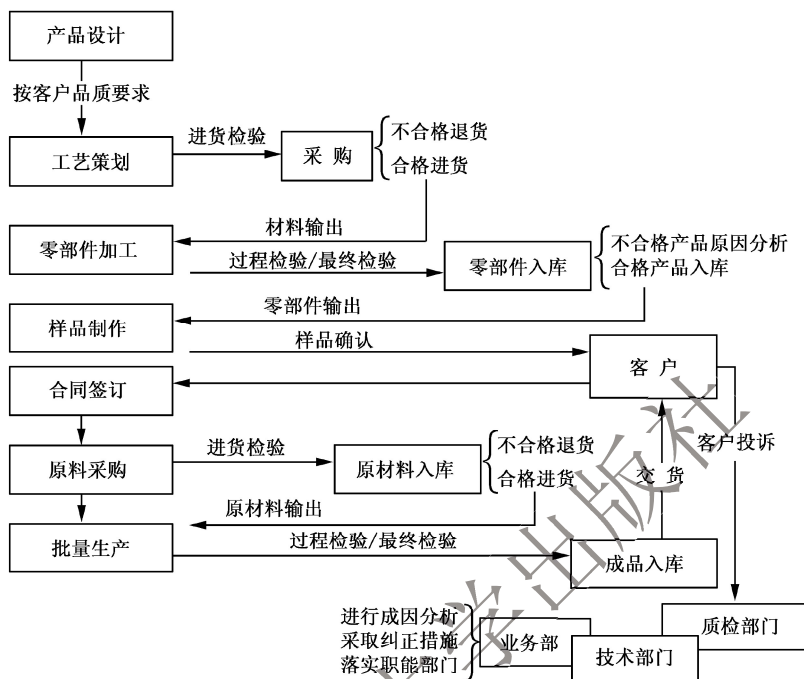 产品设计
按客户品质要求
工艺策划
进货检验
采 购
不合格退货
合格进货
材料输出
零部件加工
过程检验/最终检验
零部件入库
不合格产品原因分析
合格产品入库
零部件输出
样品制作
样品确认
客 户
合同签订
客户投诉
原料采购
进货检验
原材料入库
不合格退货
合格进货
交 货
原材料输出
批量生产
过程检验/最终检验
成品入库
进行成因分析
采取纠正措施
落实职能部门
业务部
技术部门
质检部门
学出版社